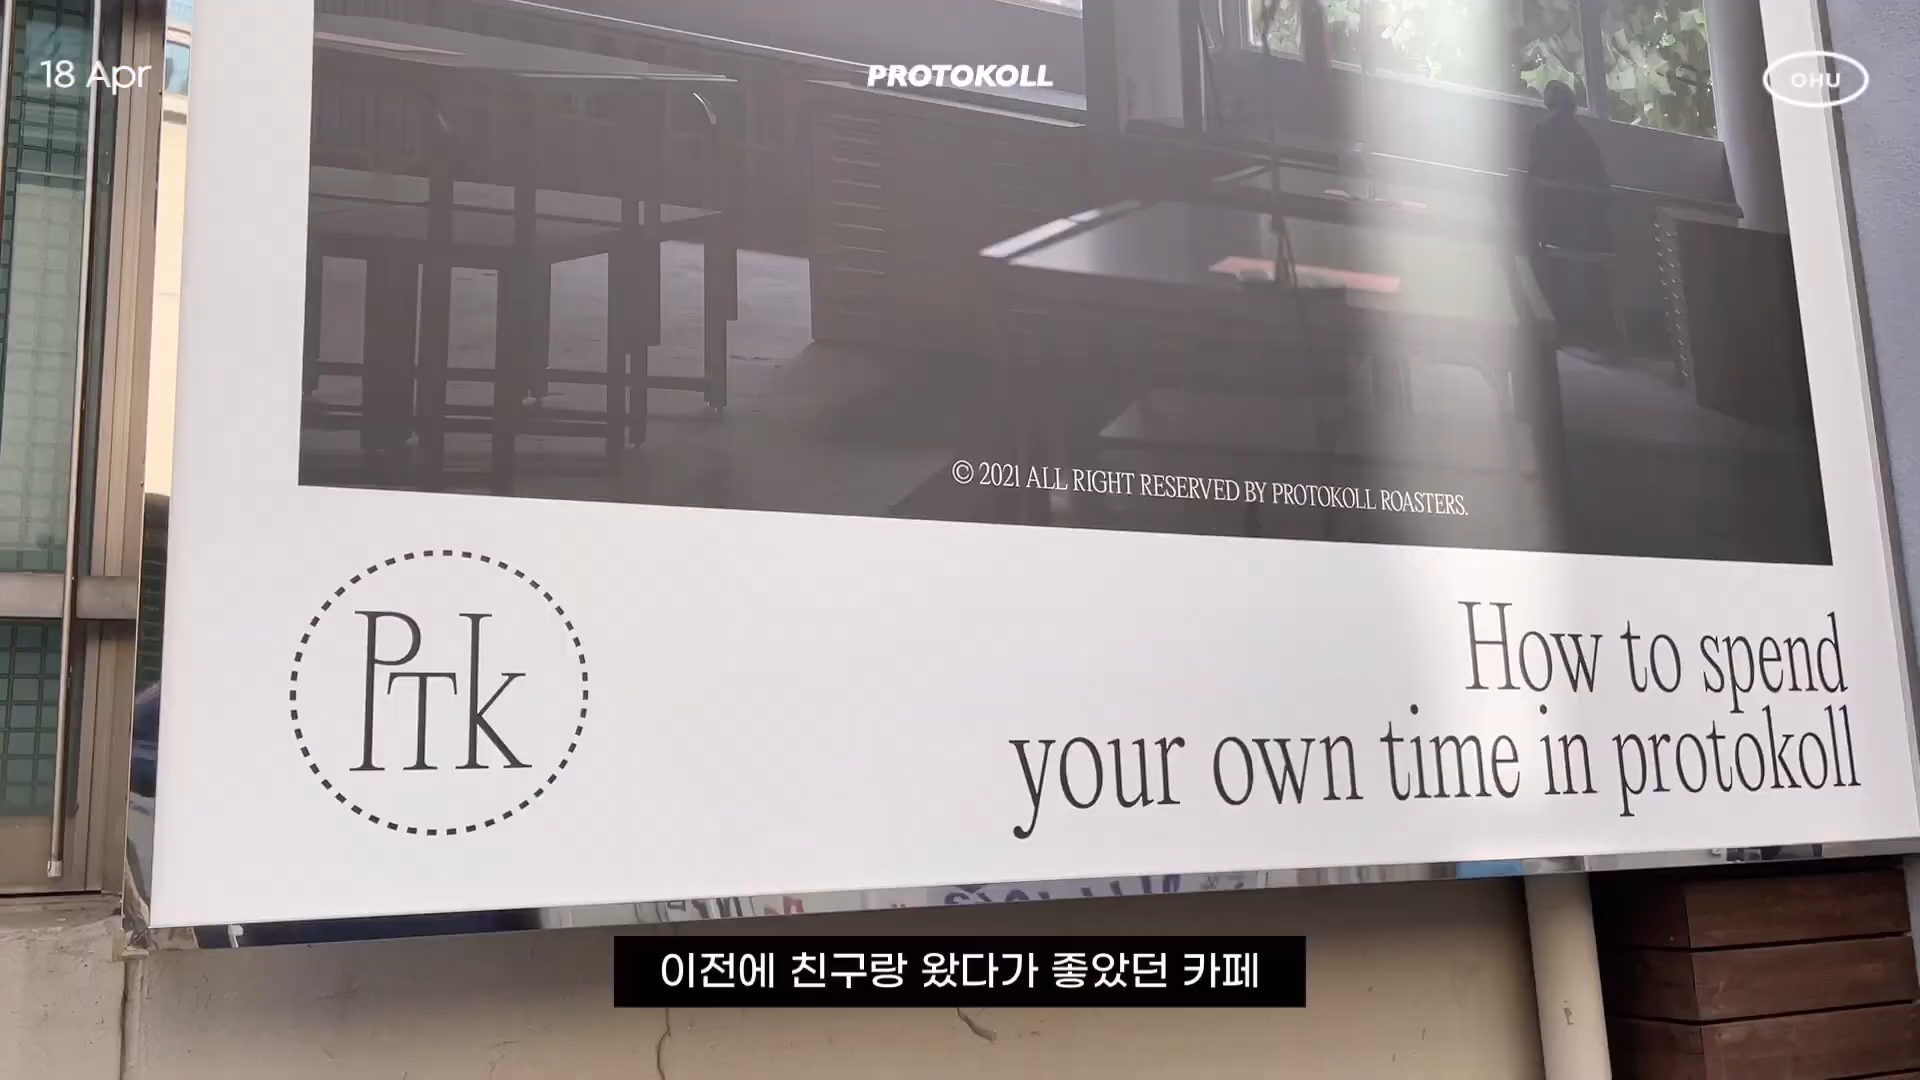 18 Apr
PROTOKOLL
OHU
© 2021 ALL RIGHT RESERVED BY PROTOKOLL ROASTERS.
PTK
How to spend
your own time in protokoll
이전에 친구랑 왔다가 좋았던 카페